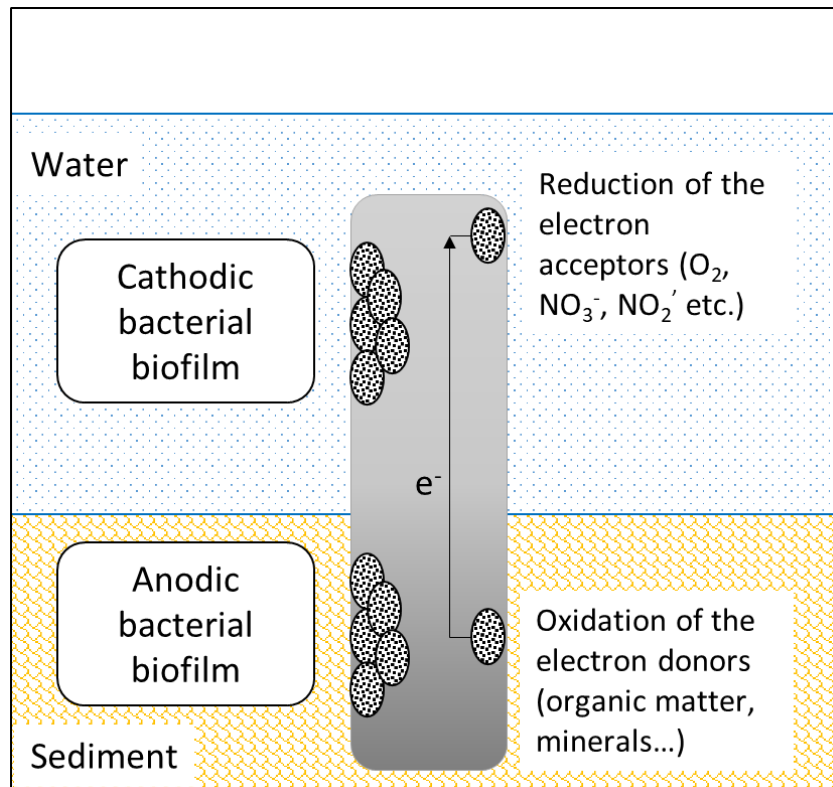 Water
Cathodic
bacterial
biofilm
Reduction of the
electron
acceptors (O₂,
NO₃⁻, NO₂’ etc.)
e⁻
Anodic
bacterial
biofilm
Oxidation of the
electron donors
(organic matter,
minerals…)
Sediment